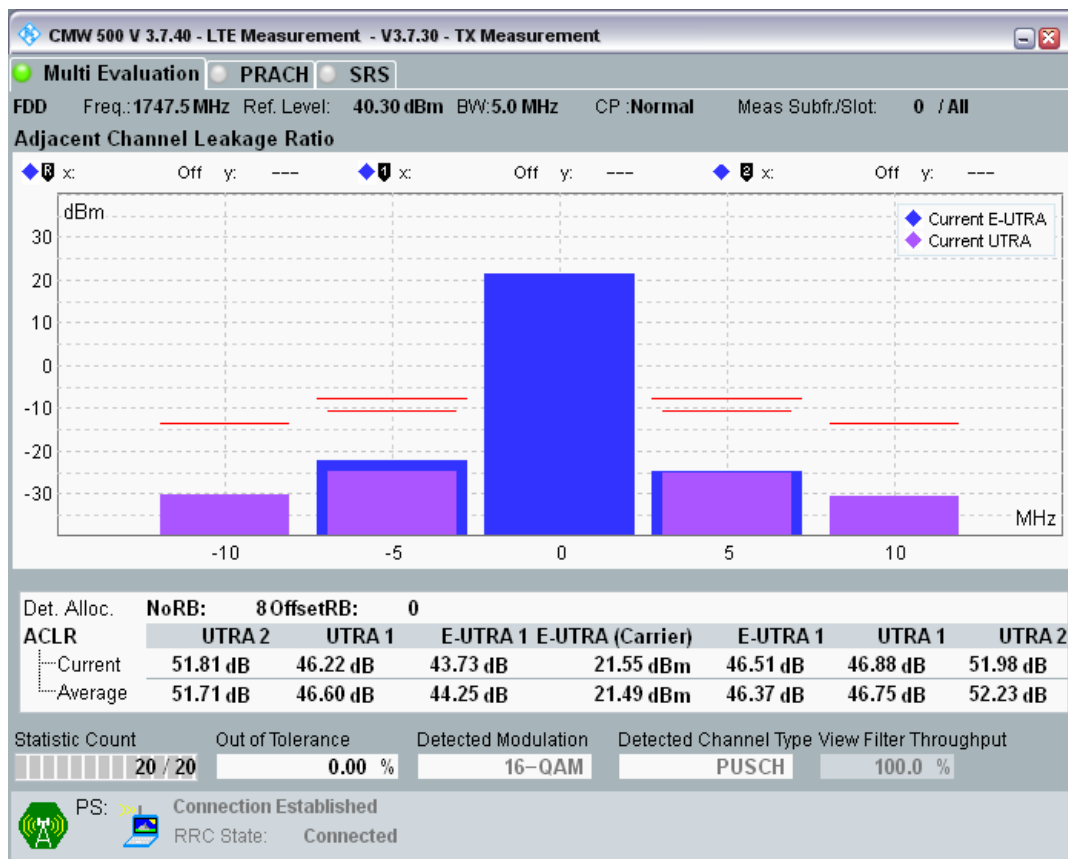 CMW 500 V 3.7.40 - LTE Measurement - V3.7.30 - TX Measurement
Multi Evaluation PRACH SRS
FDD Freq.:1747.5 MHz Ref. Level: 40.30 dBm BW:5.0 MHz CP :Normal Meas Subfr./Slot: 0 / All
Adjacent Channel Leakage Ratio
R x: Off y: --- 1 x: Off y: --- 2 x: Off y: ---
dBm
Current E-UTRA
Current UTRA
30
20
10
0
-10
-20
-30
MHz
-10 -5 0 5 10
Det. Alloc. NoRB: 8 OffsetRB: 0
ACLR UTRA 2 UTRA 1 E-UTRA 1 E-UTRA (Carrier) E-UTRA 1 UTRA 1 UTRA 2
Current 51.81 dB 46.22 dB 43.73 dB 21.55 dBm 46.51 dB 46.88 dB 51.98 dB
Average 51.71 dB 46.60 dB 44.25 dB 21.49 dBm 46.37 dB 46.75 dB 52.23 dB
Statistic Count Out of Tolerance Detected Modulation Detected Channel Type View Filter Throughput
20 / 20 0.00 % 16-QAM PUSCH 100.0 %
PS: Connection Established
RRC State: Connected